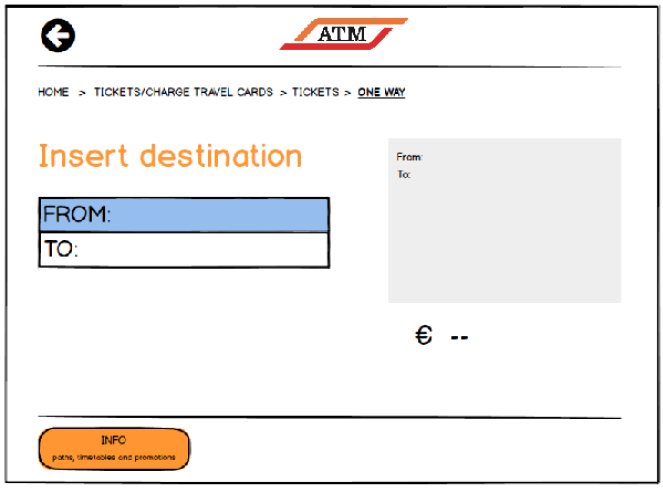 ATM
HOME > TICKETS/CHARGE TRAVEL CARDS > TICKETS > ONE WAY
Insert destination
FROM:
TO:
From:
To:
€ --
INFO
paths, timetables and promotions